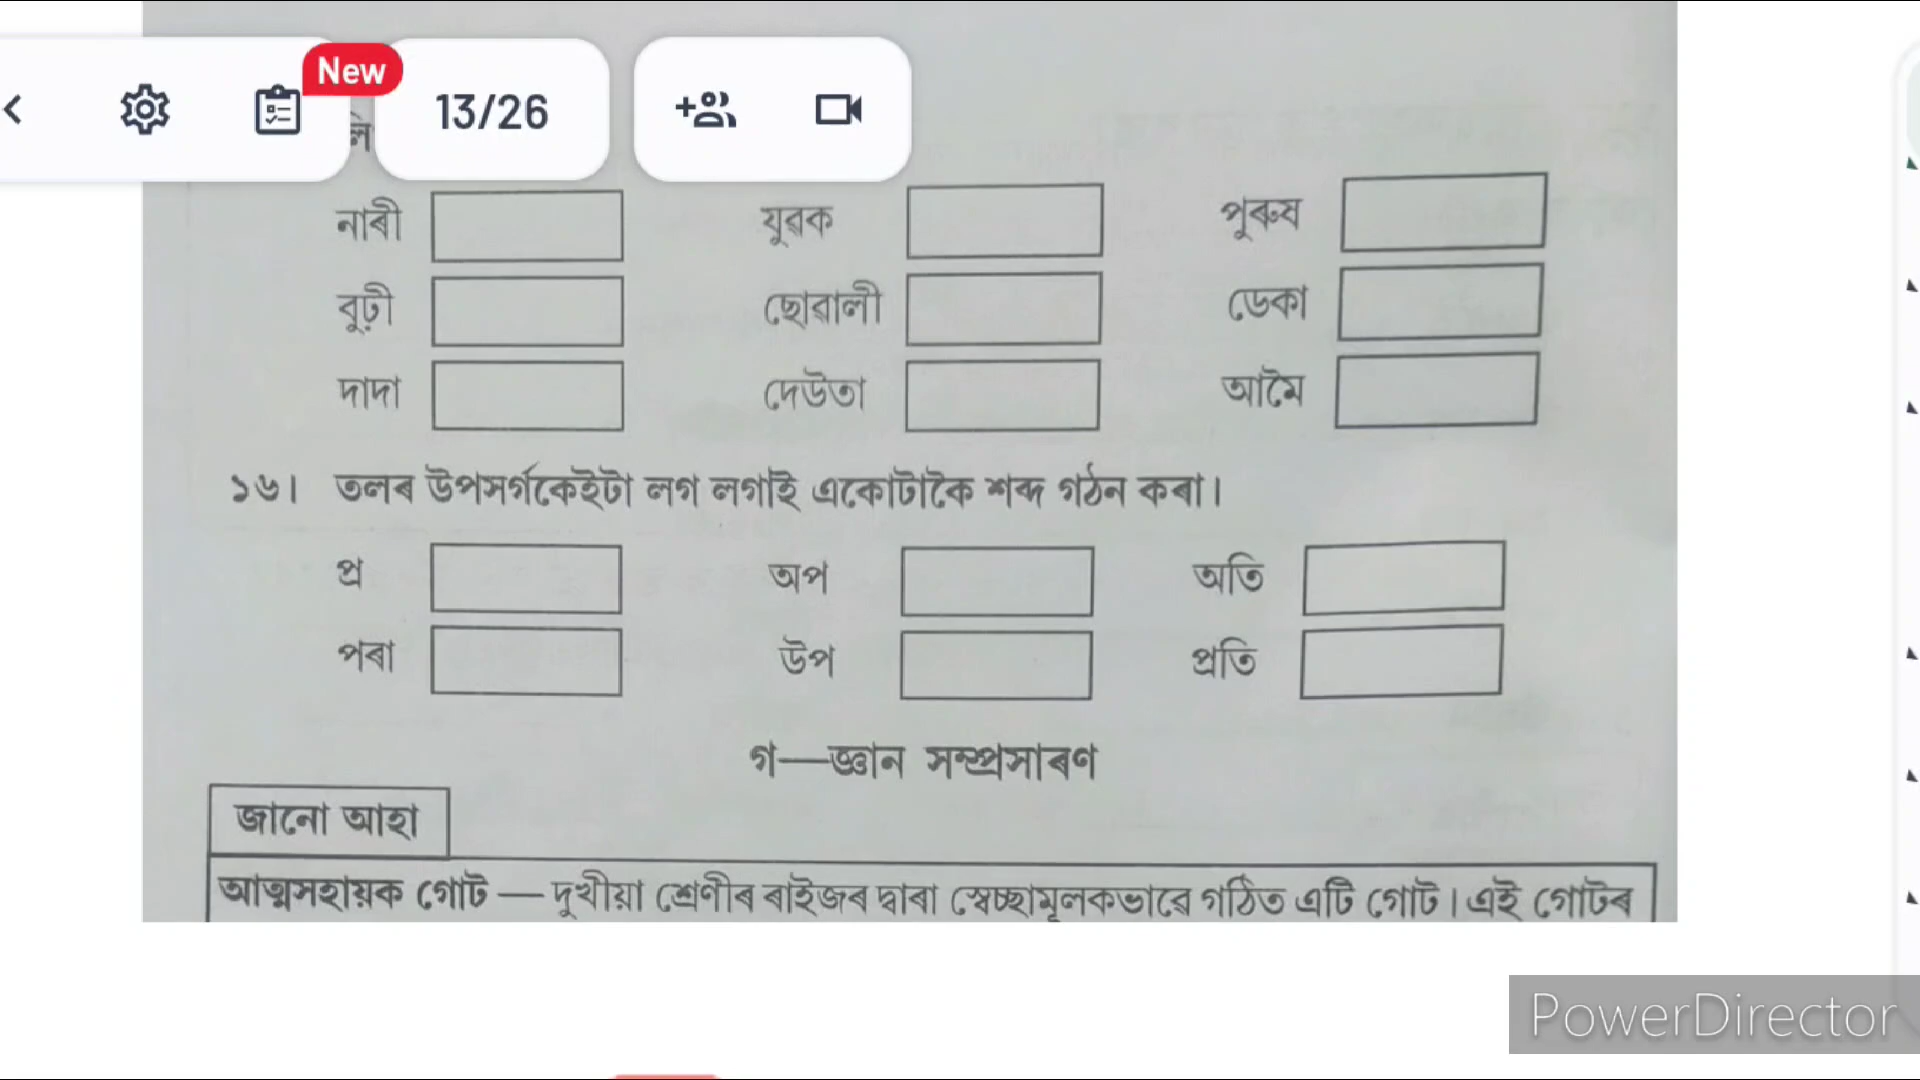 New
13/26
নাৰী যুৱক পুৰুষ
বুঢ়ী ছোৱালী ডেকা
দাদা দেউতা আমৈ
১৬। তলৰ উপসৰ্গকেইটা লগ লগাই একোটাকৈ শব্দ গঠন কৰা।
প্ৰ অপ অতি
পৰা উপ প্ৰতি
গ—জ্ঞান সম্প্ৰসাৰণ
জানো আহা
আত্মসহায়ক গোট — দুখীয়া শ্ৰেণীৰ ৰাইজৰ দ্বাৰা স্বেচ্ছামূলকভাৱে গঠিত এটি গোট। এই গোটৰ
PowerDirector